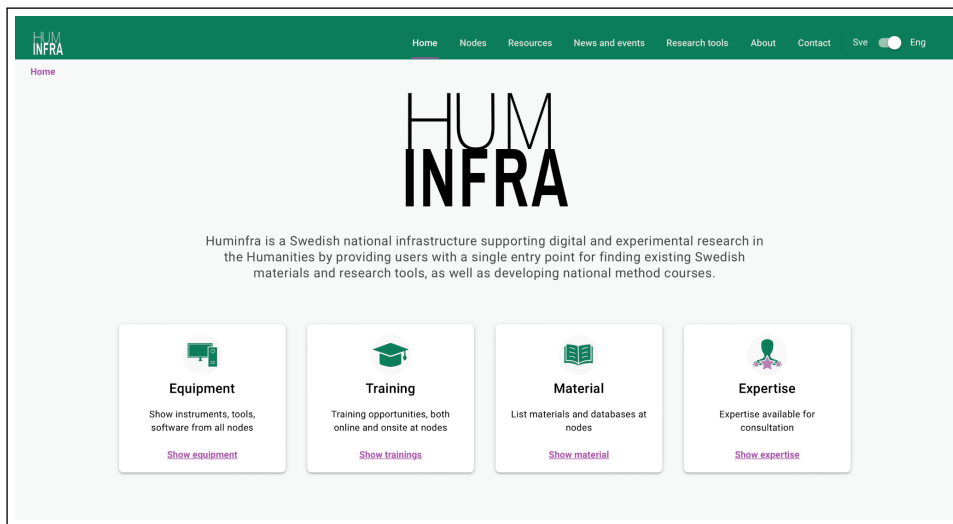 HUM
INFRA
Home Nodes Resources News and events Research tools About Contact Sve Eng
Home
HUM
INFRA
Huminfra is a Swedish national infrastructure supporting digital and experimental research in
the Humanities by providing users with a single entry point for finding existing Swedish
materials and research tools, as well as developing national method courses.
Equipment
Show instruments, tools,
software from all nodes
Show equipment
Training
Training opportunities, both
online and onsite at nodes
Show trainings
Material
List materials and databases at
nodes
Show material
Expertise
Expertise available for
consultation
Show expertise